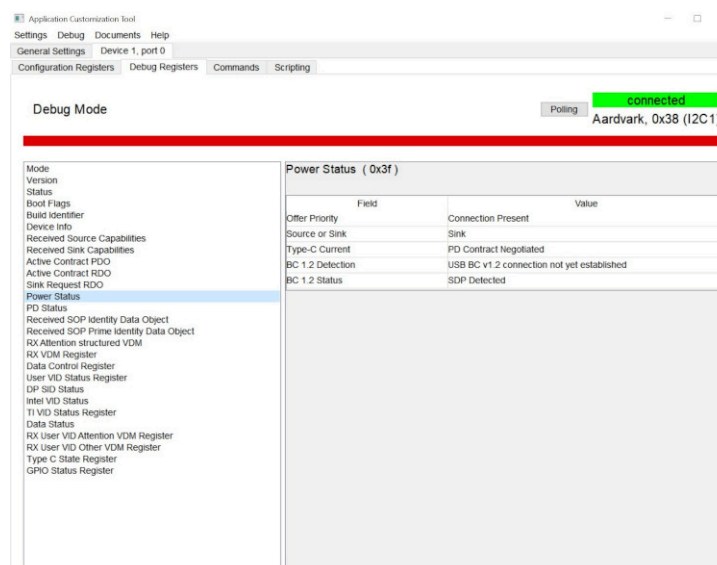 Application Customization Tool
Settings Debug Documents Help
General Settings Device 1, port 0
Configuration Registers Debug Registers Commands Scripting
Debug Mode
Polling
connected
Aardvark, 0x38 (I2C1)
Mode
Version
Status
Boot Flags
Build Identifier
Device Info
Received Source Capabilities
Received Sink Capabilities
Active Contract PDO
Active Contract RDO
Sink Request RDO
Power Status
PD Status
Received SOP Identity Data Object
Received SOP Prime Identity Data Object
RX Attention structured VDM
RX VDM Register
Data Control Register
User VID Status Register
DP SID Status
Intel VID Status
TI VID Status Register
Data Status
RX User VID Attention VDM Register
RX User VID Other VDM Register
Type C State Register
GPIO Status Register
Power Status ( 0x3f )
Field Value
Offer Priority Connection Present
Source or Sink Sink
Type-C Current PD Contract Negotiated
BC 1.2 Detection USB BC v1.2 connection not yet established
BC 1.2 Status SDP Detected